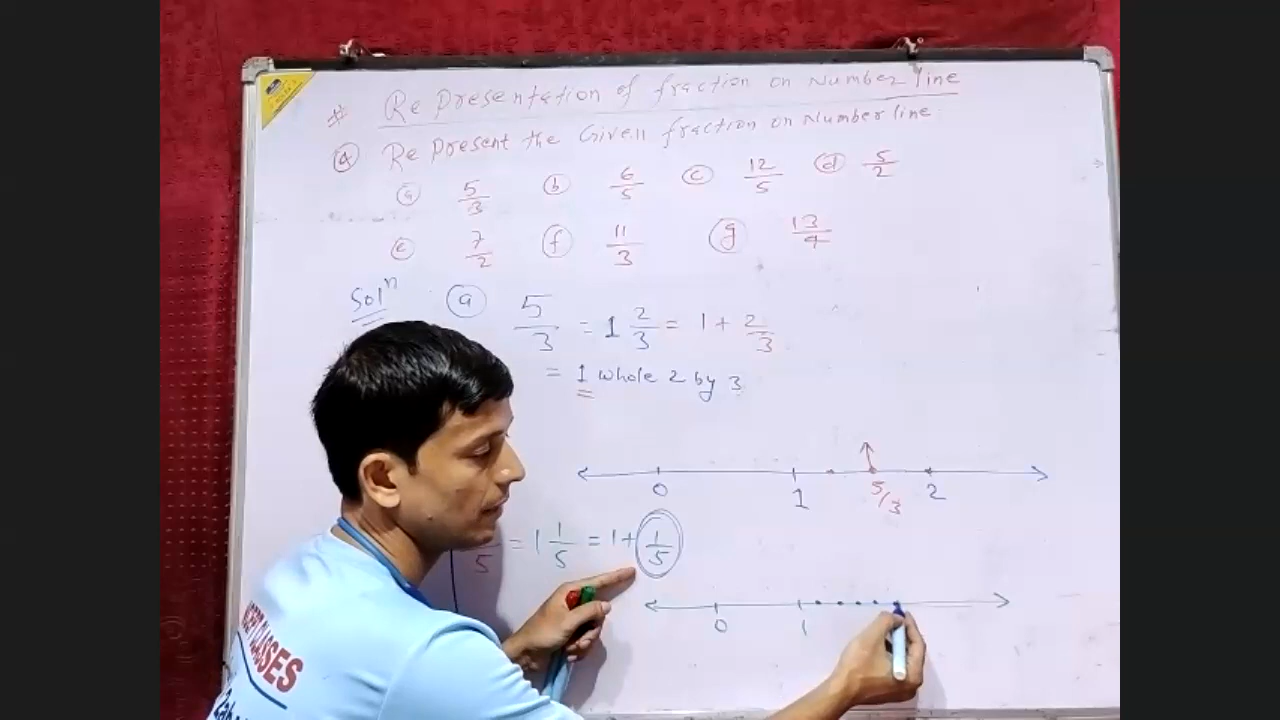 # Representation of fraction on Number line
Q Represent the Given fraction on Number line
a 5/3 b 6/5 c 12/5 d 5/2
e 7/2 f 11/3 g 13/4
Solⁿ a 5/3 = 1 2/3 = 1 + 2/3
= 1 whole 2 by 3
0 1 5/3 2
5 = 1 1/5 = 1 + 1/5
0 1
CLASSES